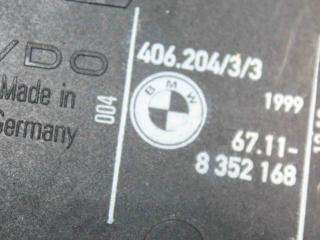 VDO
Made in
Germany
004
406.204/3/3
BMW
1999
67.11-
8 352 168